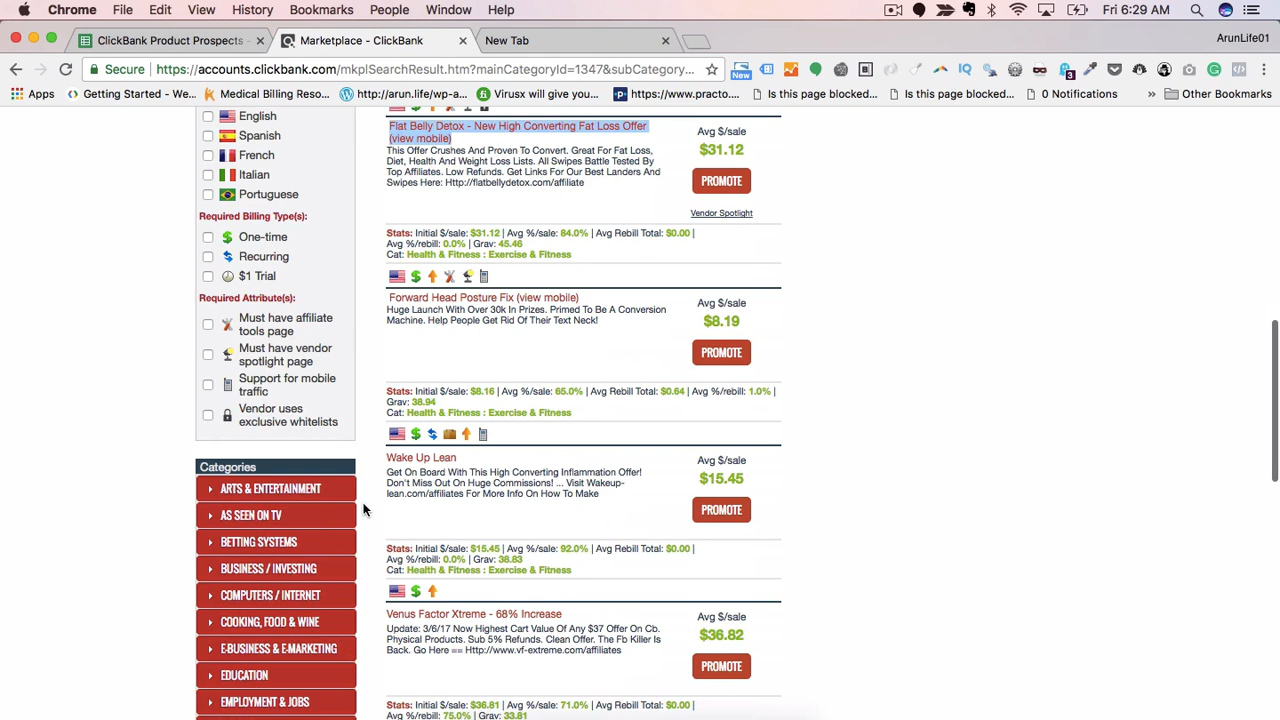 Chrome File Edit View History Bookmarks People Window Help Fri 6:29 AM
ClickBank Product Prospects - Marketplace - ClickBank New Tab ArunLife01
Secure https://accounts.clickbank.com/mkplSearchResult.htm?mainCategoryId=1347&subCategory... New 3
Apps Getting Started - We... Medical Billing Reso... http://arun.life/wp-a... Virusx will give you... https://www.practo... Is this page blocked Is this page blocked 0 Notifications Other Bookmarks
English
Spanish
French
Italian
Portuguese
Required Billing Type(s):
One-time
Recurring
$1 Trial
Required Attribute(s):
Must have affiliate
tools page
Must have vendor
spotlight page
Support for mobile
traffic
Vendor uses
exclusive whitelists
Categories
ARTS & ENTERTAINMENT
AS SEEN ON TV
BETTING SYSTEMS
BUSINESS / INVESTING
COMPUTERS / INTERNET
COOKING, FOOD & WINE
E-BUSINESS & E-MARKETING
EDUCATION
EMPLOYMENT & JOBS
Flat Belly Detox - New High Converting Fat Loss Offer
(view mobile)
This Offer Crushes And Proven To Convert. Great For Fat Loss,
Diet, Health And Weight Loss Lists. All Swipes Battle Tested By
Top Affiliates. Low Refunds. Get Links For Our Best Landers And
Swipes Here: Http://flatbellydetox.com/affiliate
Avg $/sale
$31.12
PROMOTE
Vendor Spotlight
Stats: Initial $/sale: $31.12 | Avg %/sale: 84.0% | Avg Rebill Total: $0.00 |
Avg %/rebill: 0.0% | Grav: 45.46
Cat: Health & Fitness : Exercise & Fitness
Forward Head Posture Fix (view mobile)
Huge Launch With Over 30k In Prizes. Primed To Be A Conversion
Machine. Help People Get Rid Of Their Text Neck!
Avg $/sale
$8.19
PROMOTE
Stats: Initial $/sale: $8.16 | Avg %/sale: 65.0% | Avg Rebill Total: $0.64 | Avg %/rebill: 1.0% |
Grav: 38.94
Cat: Health & Fitness : Exercise & Fitness
Wake Up Lean
Get On Board With This High Converting Inflammation Offer!
Don't Miss Out On Huge Commissions! ... Visit Wakeup-
lean.com/affiliates For More Info On How To Make
Avg $/sale
$15.45
PROMOTE
Stats: Initial $/sale: $15.45 | Avg %/sale: 92.0% | Avg Rebill Total: $0.00 |
Avg %/rebill: 0.0% | Grav: 38.83
Cat: Health & Fitness : Exercise & Fitness
Venus Factor Xtreme - 68% Increase
Update: 3/6/17 Now Highest Cart Value Of Any $37 Offer On Cb.
Physical Products. Sub 5% Refunds. Clean Offer. The Fb Killer Is
Back. Go Here == Http://www.vf-extreme.com/affiliates
Avg $/sale
$36.82
PROMOTE
Stats: Initial $/sale: $36.81 | Avg %/sale: 71.0% | Avg Rebill Total: $0.00 |
Avg %/rebill: 75.0% | Grav: 33.81